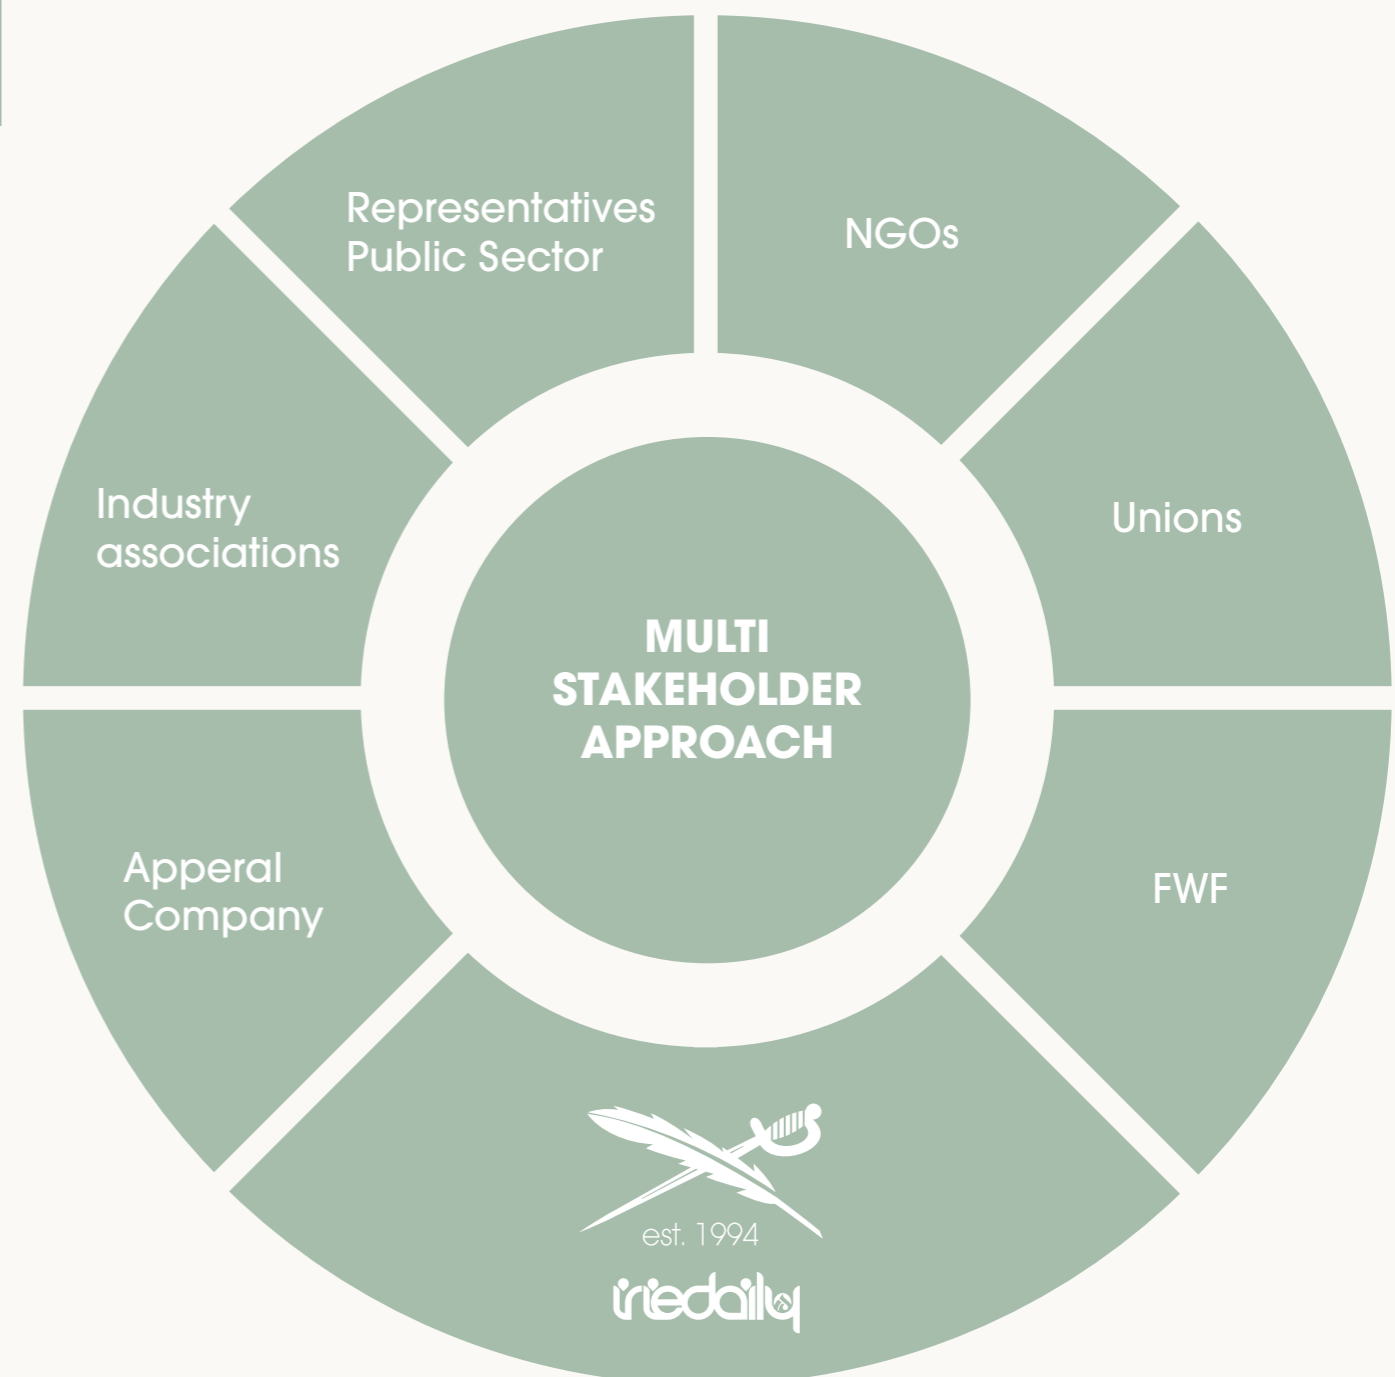 Representatives
Public Sector
NGOs
Industry
associations
Unions
MULTI
STAKEHOLDER
APPROACH
Apperal
Company
FWF
est. 1994
iriedaily